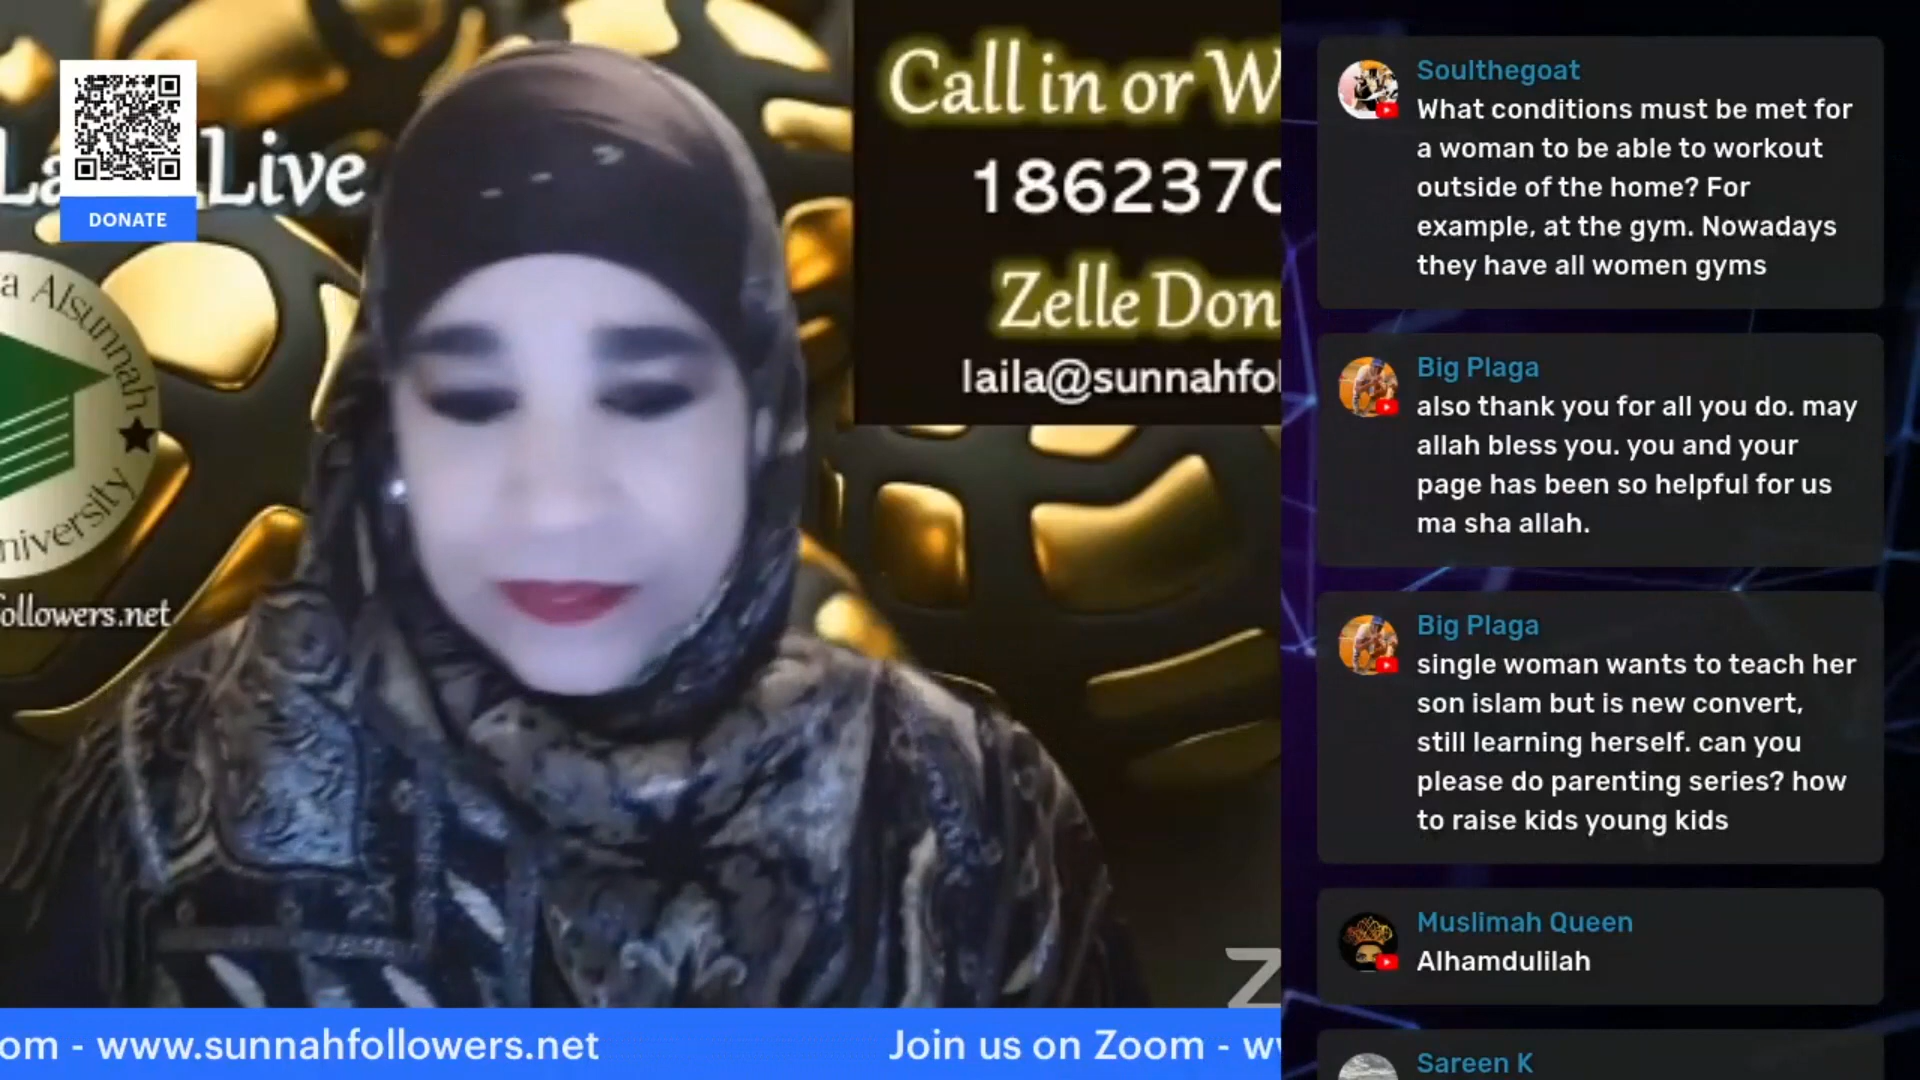 La Live
DONATE
a Alsunnah
niversity
ollowers.net
Call in or W
1862370
Zelle Don
laila@sunnahfol
om - www.sunnahfollowers.net
Join us on Zoom - w
Soulthegoat
What conditions must be met for
a woman to be able to workout
outside of the home? For
example, at the gym. Nowadays
they have all women gyms
Big Plaga
also thank you for all you do. may
allah bless you. you and your
page has been so helpful for us
ma sha allah.
Big Plaga
single woman wants to teach her
son islam but is new convert,
still learning herself. can you
please do parenting series? how
to raise kids young kids
Muslimah Queen
Alhamdulilah
Sareen K